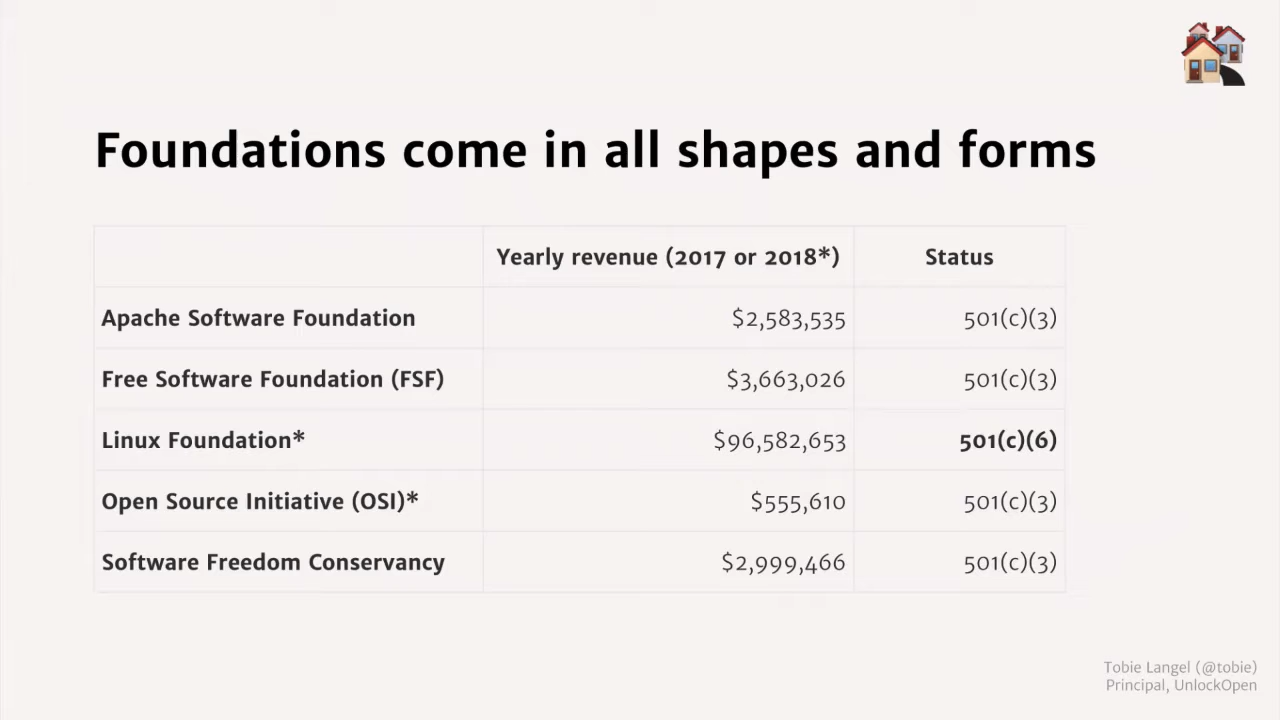 Foundations come in all shapes and forms
Yearly revenue (2017 or 2018*) Status
Apache Software Foundation $2,583,535 501(c)(3)
Free Software Foundation (FSF) $3,663,026 501(c)(3)
Linux Foundation* $96,582,653 501(c)(6)
Open Source Initiative (OSI)* $555,610 501(c)(3)
Software Freedom Conservancy $2,999,466 501(c)(3)
Tobie Langel (@tobie)
Principal, UnlockOpen